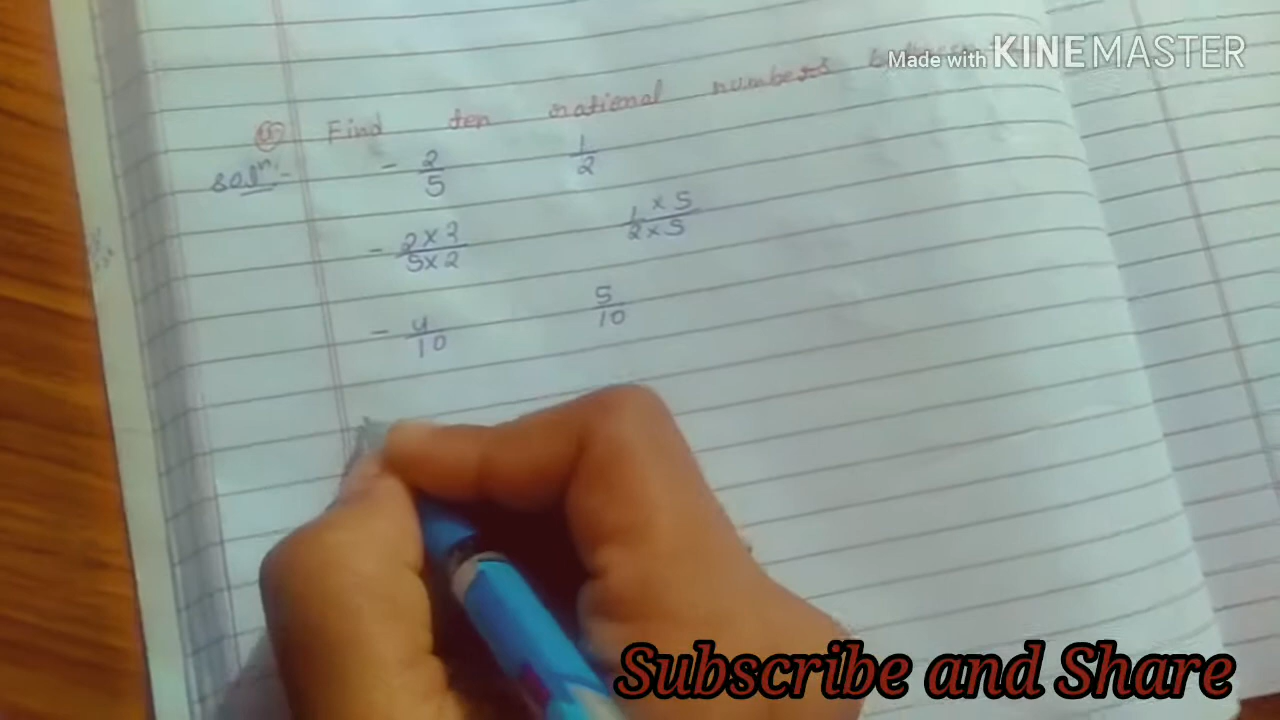 Made with KINEMASTER
Find ten rational numbers
Solⁿ:- - 2/5 1/2
- 2×2/5×2 1×5/2×5
- 4/10 5/10
Subscribe and Share